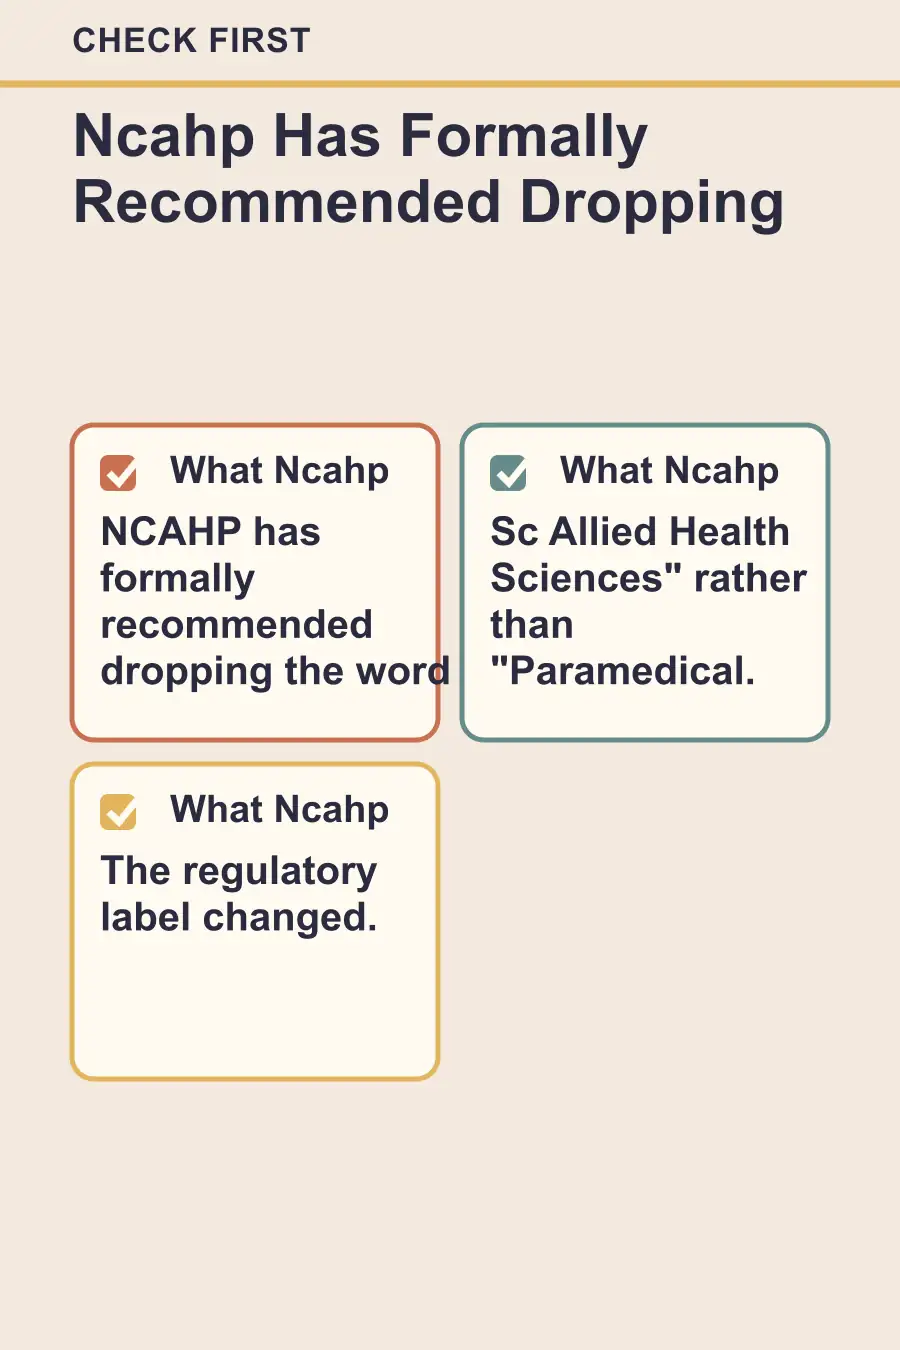 CHECK FIRST
Ncahp Has Formally
Recommended Dropping
What Ncahp
NCAHP has
formally
recommended
dropping the word
What Ncahp
Sc Allied Health
Sciences" rather
than
"Paramedical.
What Ncahp
The regulatory
label changed.